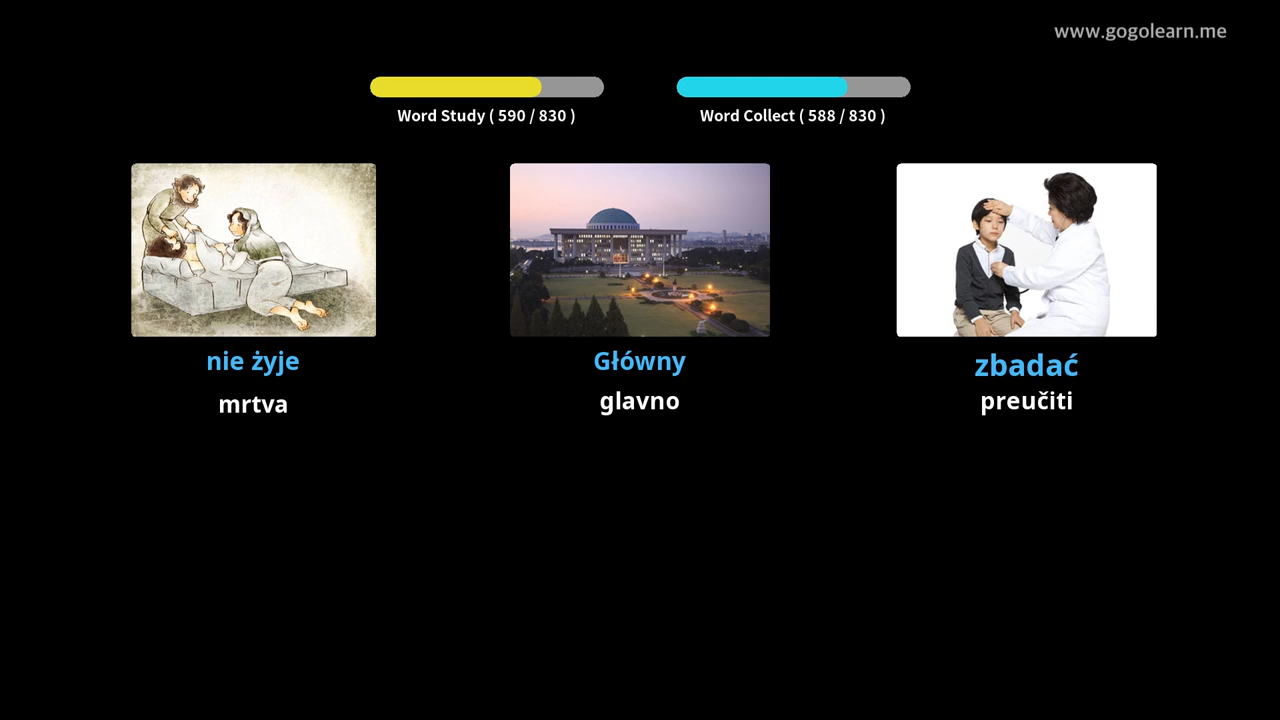 www.gogolearn.me
Word Study ( 590 / 830 )
Word Collect ( 588 / 830 )
nie żyje
mrtva
Główny
glavno
zbadać
preučiti